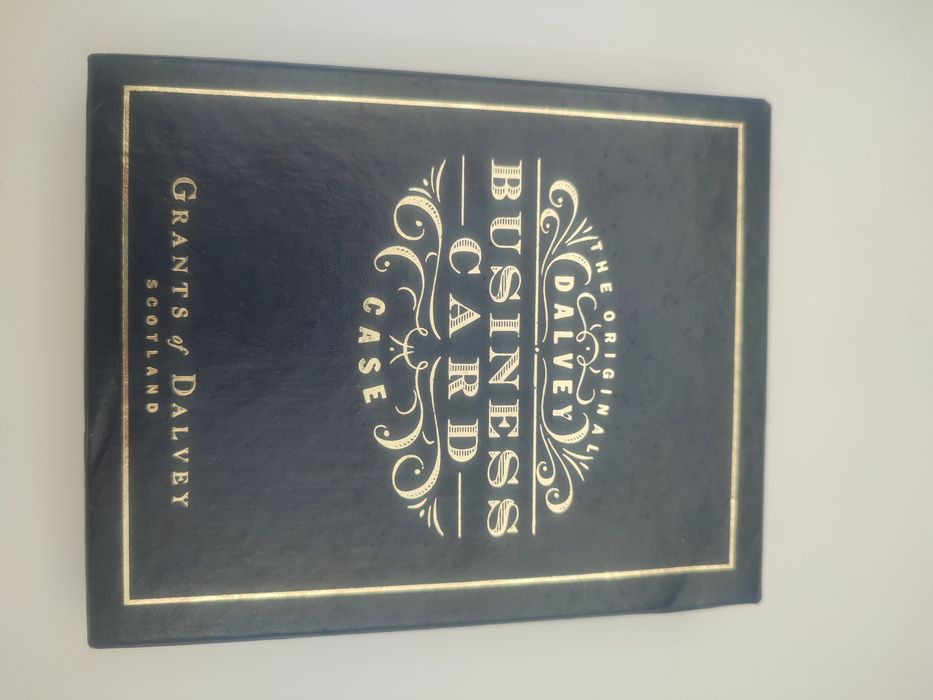 THE ORIGINAL
DALVEY
BUSINESS
CARD
CASE
GRANTS of DALVEY
SCOTLAND